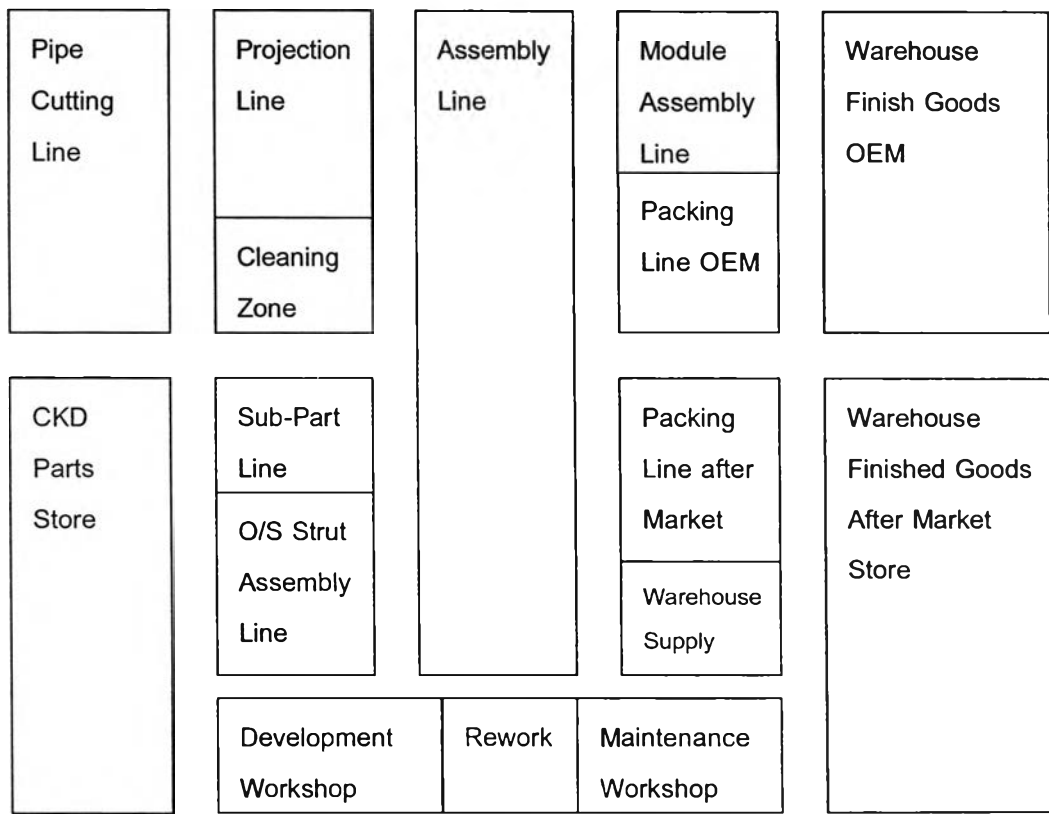 Pipe
Cutting
Line
Projection
Line
Cleaning
Zone
Assembly
Line
Module
Assembly
Line
Packing
Line OEM
Warehouse
Finish Goods
OEM
CKD
Parts
Store
Sub-Part
Line
O/S Strut
Assembly
Line
Packing
Line after
Market
Warehouse
Supply
Warehouse
Finished Goods
After Market
Store
Development
Workshop
Rework
Maintenance
Workshop